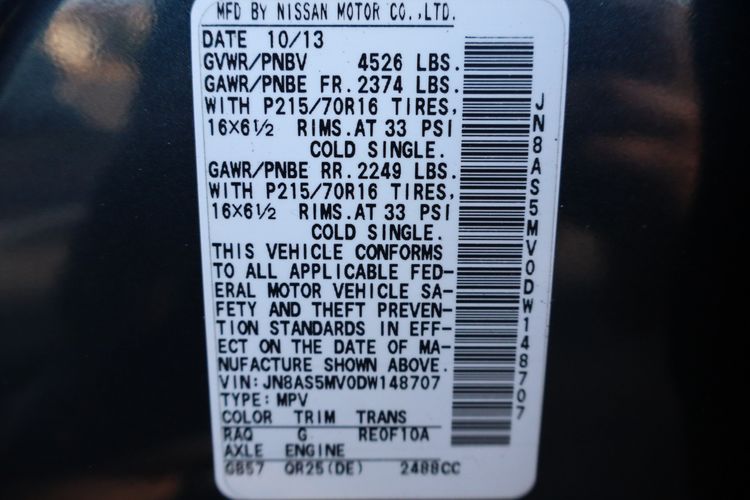 MFD BY NISSAN MOTOR CO.,LTD.
DATE 10/13
GVWR/PNBV 4526 LBS.
GAWR/PNBE FR. 2374 LBS.
WITH P215/70R16 TIRES,
16X6½ RIMS. AT 33 PSI
COLD SINGLE.
GAWR/PNBE RR. 2249 LBS.
WITH P215/70R16 TIRES,
16X6½ RIMS. AT 33 PSI
COLD SINGLE.
THIS VEHICLE CONFORMS
TO ALL APPLICABLE FED-
ERAL MOTOR VEHICLE SA-
FETY AND THEFT PREVEN-
TION STANDARDS IN EFF-
ECT ON THE DATE OF MA-
NUFACTURE SHOWN ABOVE.
VIN: JN8AS5MV0DW148707
TYPE: MPV
COLOR TRIM TRANS
RAQ G RE0F10A
AXLE ENGINE
GB57 QR25(DE) 2488CC
JN8AS5MV0DW148707